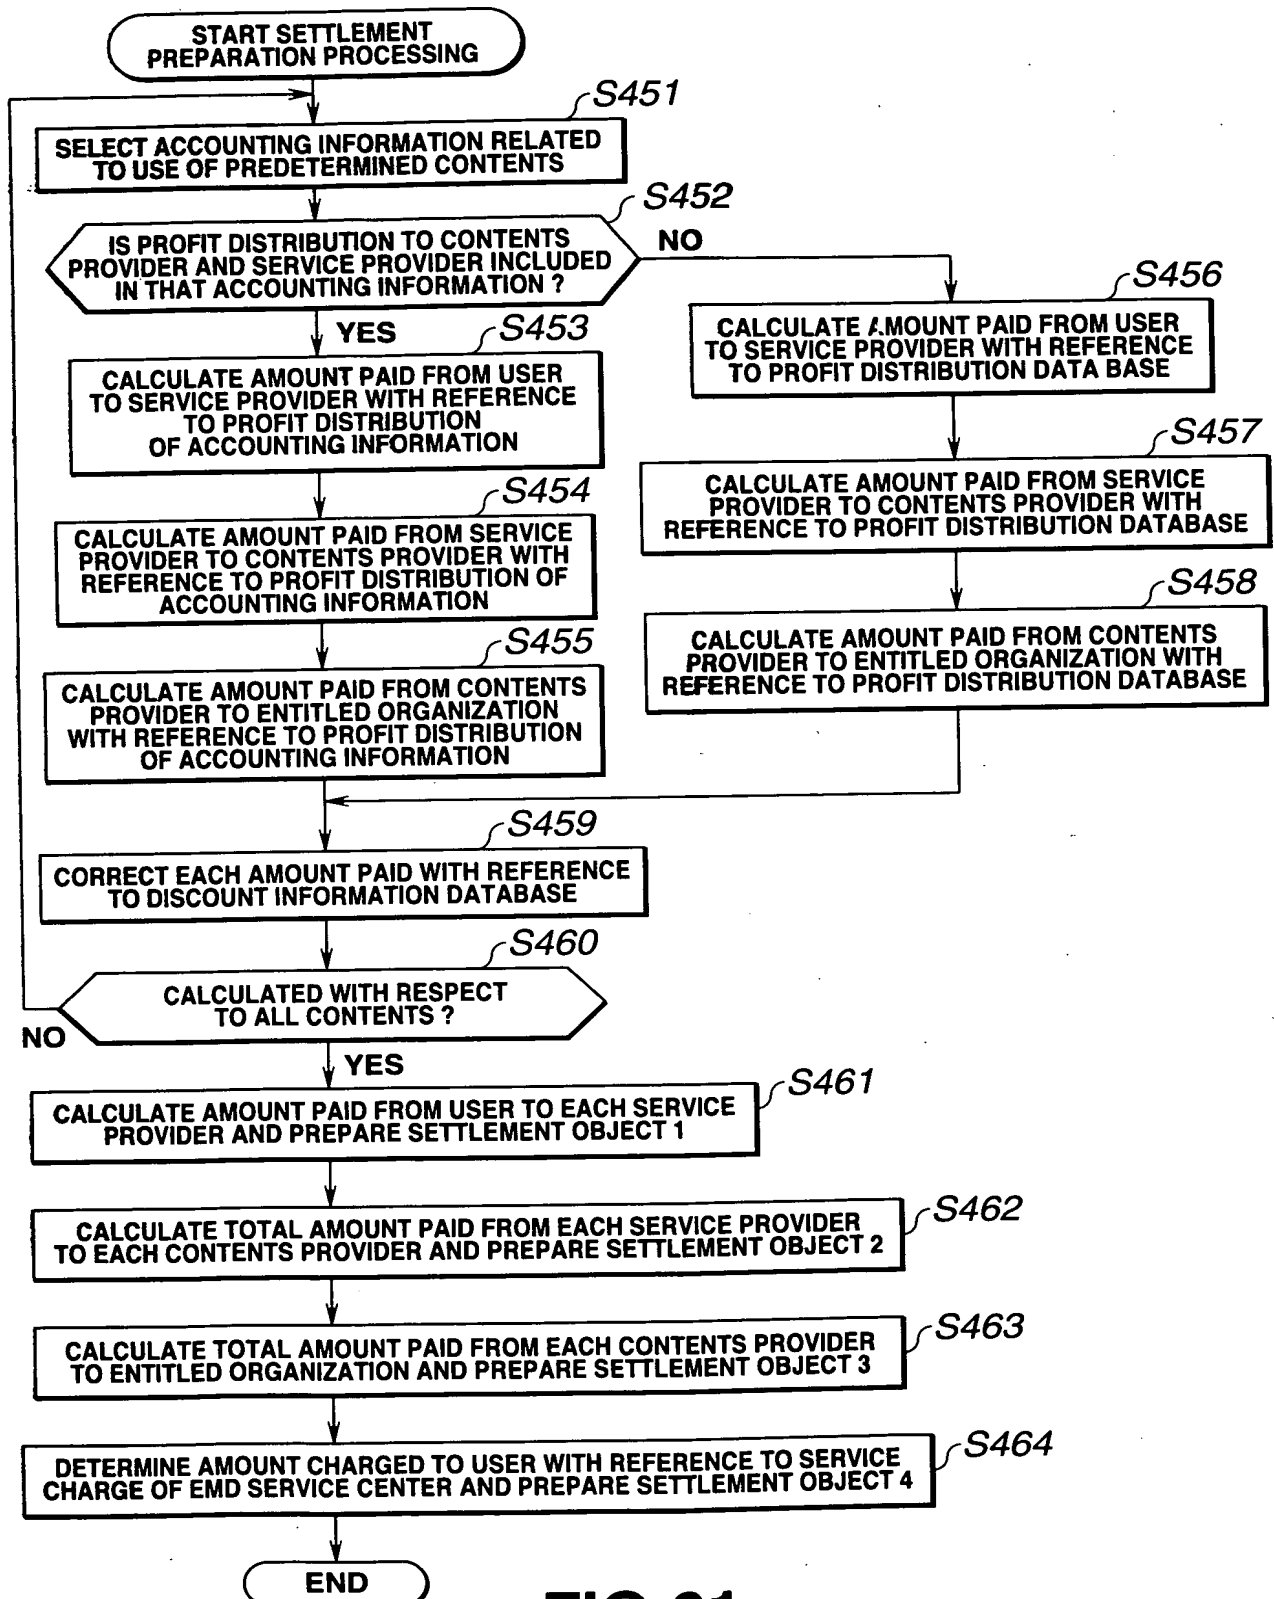 START SETTLEMENT
PREPARATION PROCESSING
S451
SELECT ACCOUNTING INFORMATION RELATED
TO USE OF PREDETERMINED CONTENTS
S452
IS PROFIT DISTRIBUTION TO CONTENTS
PROVIDER AND SERVICE PROVIDER INCLUDED
IN THAT ACCOUNTING INFORMATION ?
NO
YES
S453
CALCULATE AMOUNT PAID FROM USER
TO SERVICE PROVIDER WITH REFERENCE
TO PROFIT DISTRIBUTION
OF ACCOUNTING INFORMATION
S454
CALCULATE AMOUNT PAID FROM SERVICE
PROVIDER TO CONTENTS PROVIDER WITH
REFERENCE TO PROFIT DISTRIBUTION OF
ACCOUNTING INFORMATION
S455
CALCULATE AMOUNT PAID FROM CONTENTS
PROVIDER TO ENTITLED ORGANIZATION
WITH REFERENCE TO PROFIT DISTRIBUTION
OF ACCOUNTING INFORMATION
S456
CALCULATE AMOUNT PAID FROM USER
TO SERVICE PROVIDER WITH REFERENCE
TO PROFIT DISTRIBUTION DATA BASE
S457
CALCULATE AMOUNT PAID FROM SERVICE
PROVIDER TO CONTENTS PROVIDER WITH
REFERENCE TO PROFIT DISTRIBUTION DATABASE
S458
CALCULATE AMOUNT PAID FROM CONTENTS
PROVIDER TO ENTITLED ORGANIZATION WITH
REFERENCE TO PROFIT DISTRIBUTION DATABASE
S459
CORRECT EACH AMOUNT PAID WITH REFERENCE
TO DISCOUNT INFORMATION DATABASE
S460
CALCULATED WITH RESPECT
TO ALL CONTENTS ?
NO
YES
S461
CALCULATE AMOUNT PAID FROM USER TO EACH SERVICE
PROVIDER AND PREPARE SETTLEMENT OBJECT 1
S462
CALCULATE TOTAL AMOUNT PAID FROM EACH SERVICE PROVIDER
TO EACH CONTENTS PROVIDER AND PREPARE SETTLEMENT OBJECT 2
S463
CALCULATE TOTAL AMOUNT PAID FROM EACH CONTENTS PROVIDER
TO ENTITLED ORGANIZATION AND PREPARE SETTLEMENT OBJECT 3
S464
DETERMINE AMOUNT CHARGED TO USER WITH REFERENCE TO SERVICE
CHARGE OF EMD SERVICE CENTER AND PREPARE SETTLEMENT OBJECT 4
END